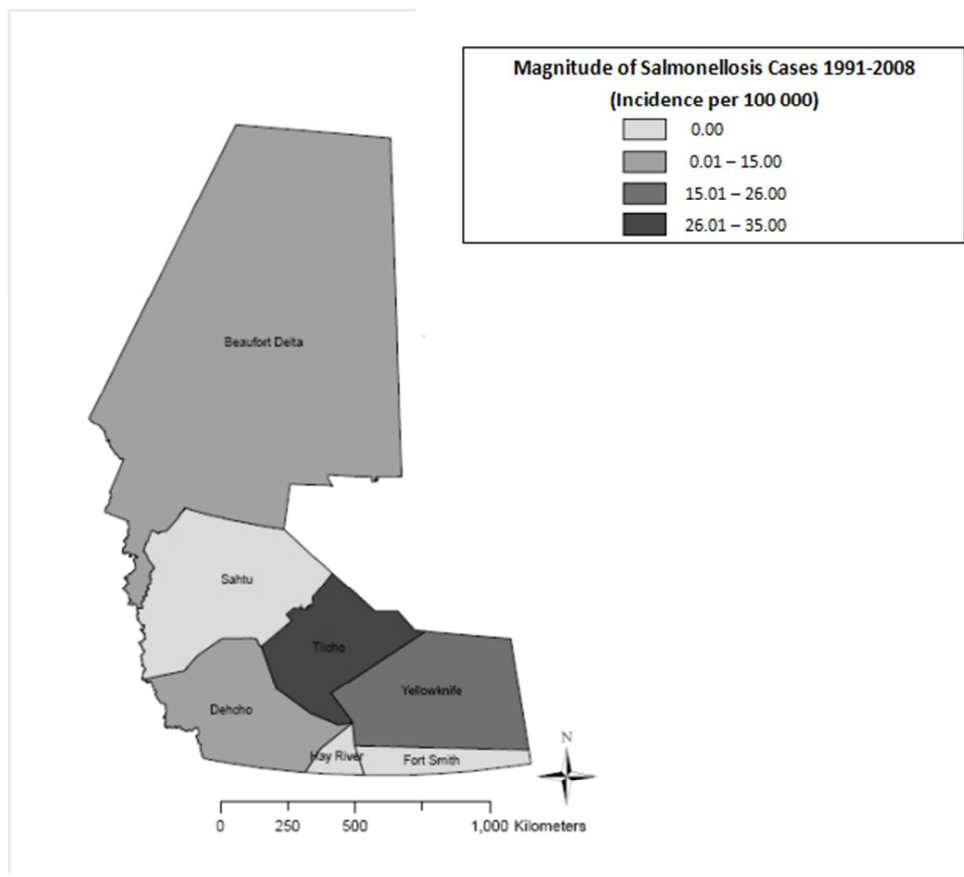 Magnitude of Salmonellosis Cases 1991-2008
(Incidence per 100 000)
0.00
0.01 – 15.00
15.01 – 26.00
26.01 – 35.00
Beaufort Delta
Sahtu
Tlicho
Yellowknife
Dehcho
Hay River
Fort Smith
N
0 250 500 1,000 Kilometers